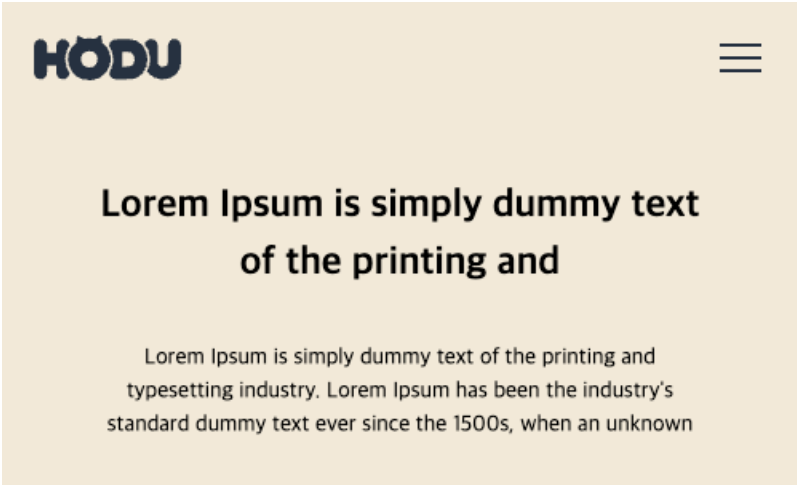 HODU
Lorem Ipsum is simply dummy text
of the printing and
Lorem Ipsum is simply dummy text of the printing and
typesetting industry. Lorem Ipsum has been the industry's
standard dummy text ever since the 1500s, when an unknown